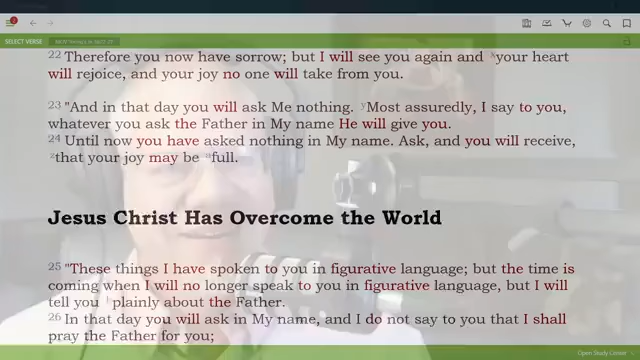 SELECT VERSE
22 Therefore you now have sorrow; but I will see you again and xyour heart
will rejoice, and your joy no one will take from you.
23 "And in that day you will ask Me nothing. yMost assuredly, I say to you,
whatever you ask the Father in My name He will give you.
24 Until now you have asked nothing in My name. Ask, and you will receive,
zthat your joy may be afull.
Jesus Christ Has Overcome the World
25 "These things I have spoken to you in figurative language; but the time is
coming when I will no longer speak to you in figurative language, but I will
tell you plainly about the Father.
26 In that day you will ask in My name, and I do not say to you that I shall
pray the Father for you;
Open Study Center